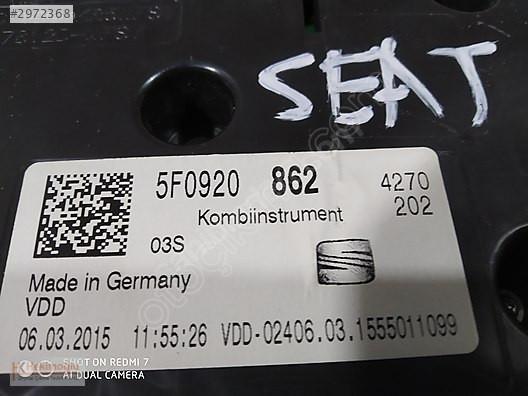 #2972368
SEAT
5F0920 862 4270
Kombiinstrument 202
03S
Made in Germany
VDD
06.03.2015 11:55:26 VDD-02406.03.1555011099
SHOT ON REDMI 7
AI DUAL CAMERA